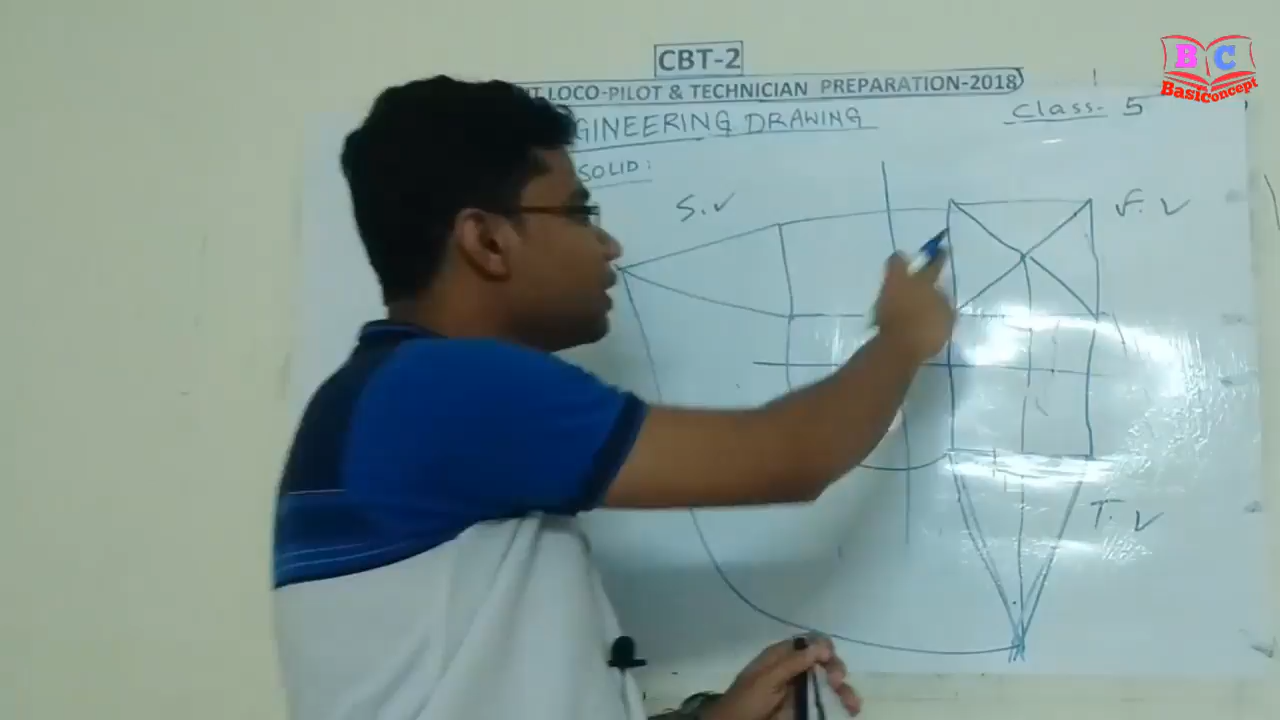 CBT-2
LOCO-PILOT & TECHNICIAN PREPARATION-2018
B C
BasiConcept
Class- 5
GINEERING DRAWING
SOLID:
S.V
F.V
T.V